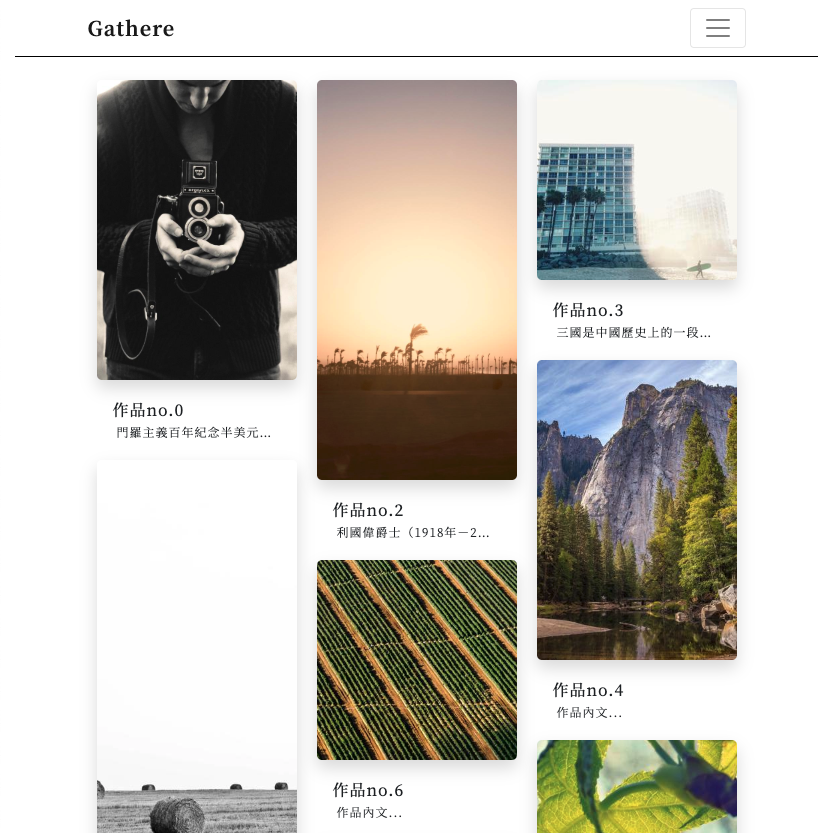 Gathere
作品no.0
門羅主義百年紀念半美元...
作品no.2
利國偉爵士（1918年－2...
作品no.3
三國是中國歷史上的一段...
作品no.4
作品內文...
作品no.6
作品內文...